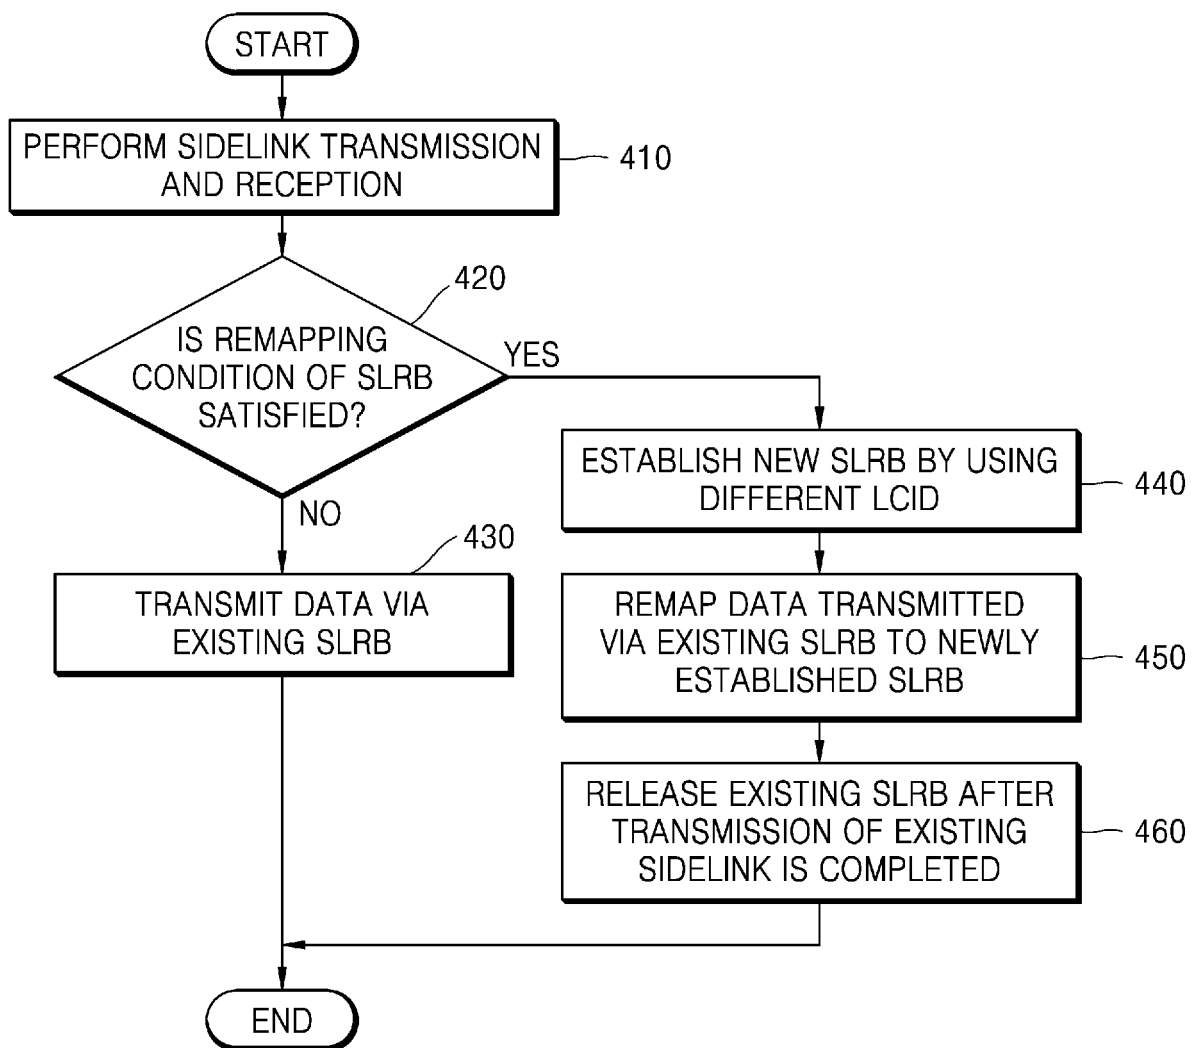 START
PERFORM SIDELINK TRANSMISSION
AND RECEPTION
410
420
IS REMAPPING
CONDITION OF SLRB
SATISFIED?
YES
NO
430
TRANSMIT DATA VIA
EXISTING SLRB
ESTABLISH NEW SLRB BY USING
DIFFERENT LCID
440
REMAP DATA TRANSMITTED
VIA EXISTING SLRB TO NEWLY
ESTABLISHED SLRB
450
RELEASE EXISTING SLRB AFTER
TRANSMISSION OF EXISTING
SIDELINK IS COMPLETED
460
END